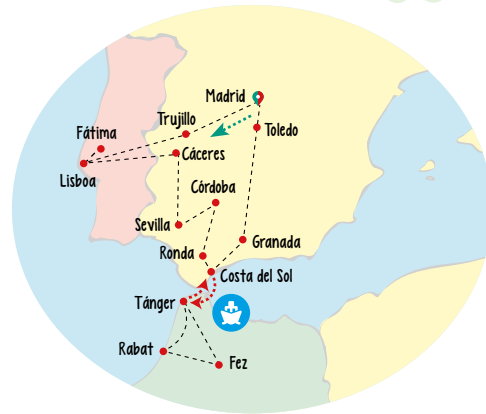 Madrid
Trujillo
Toledo
Fátima
Cáceres
Lisboa
Córdoba
Sevilla
Granada
Ronda
Costa del Sol
Tánger
Rabat
Fez